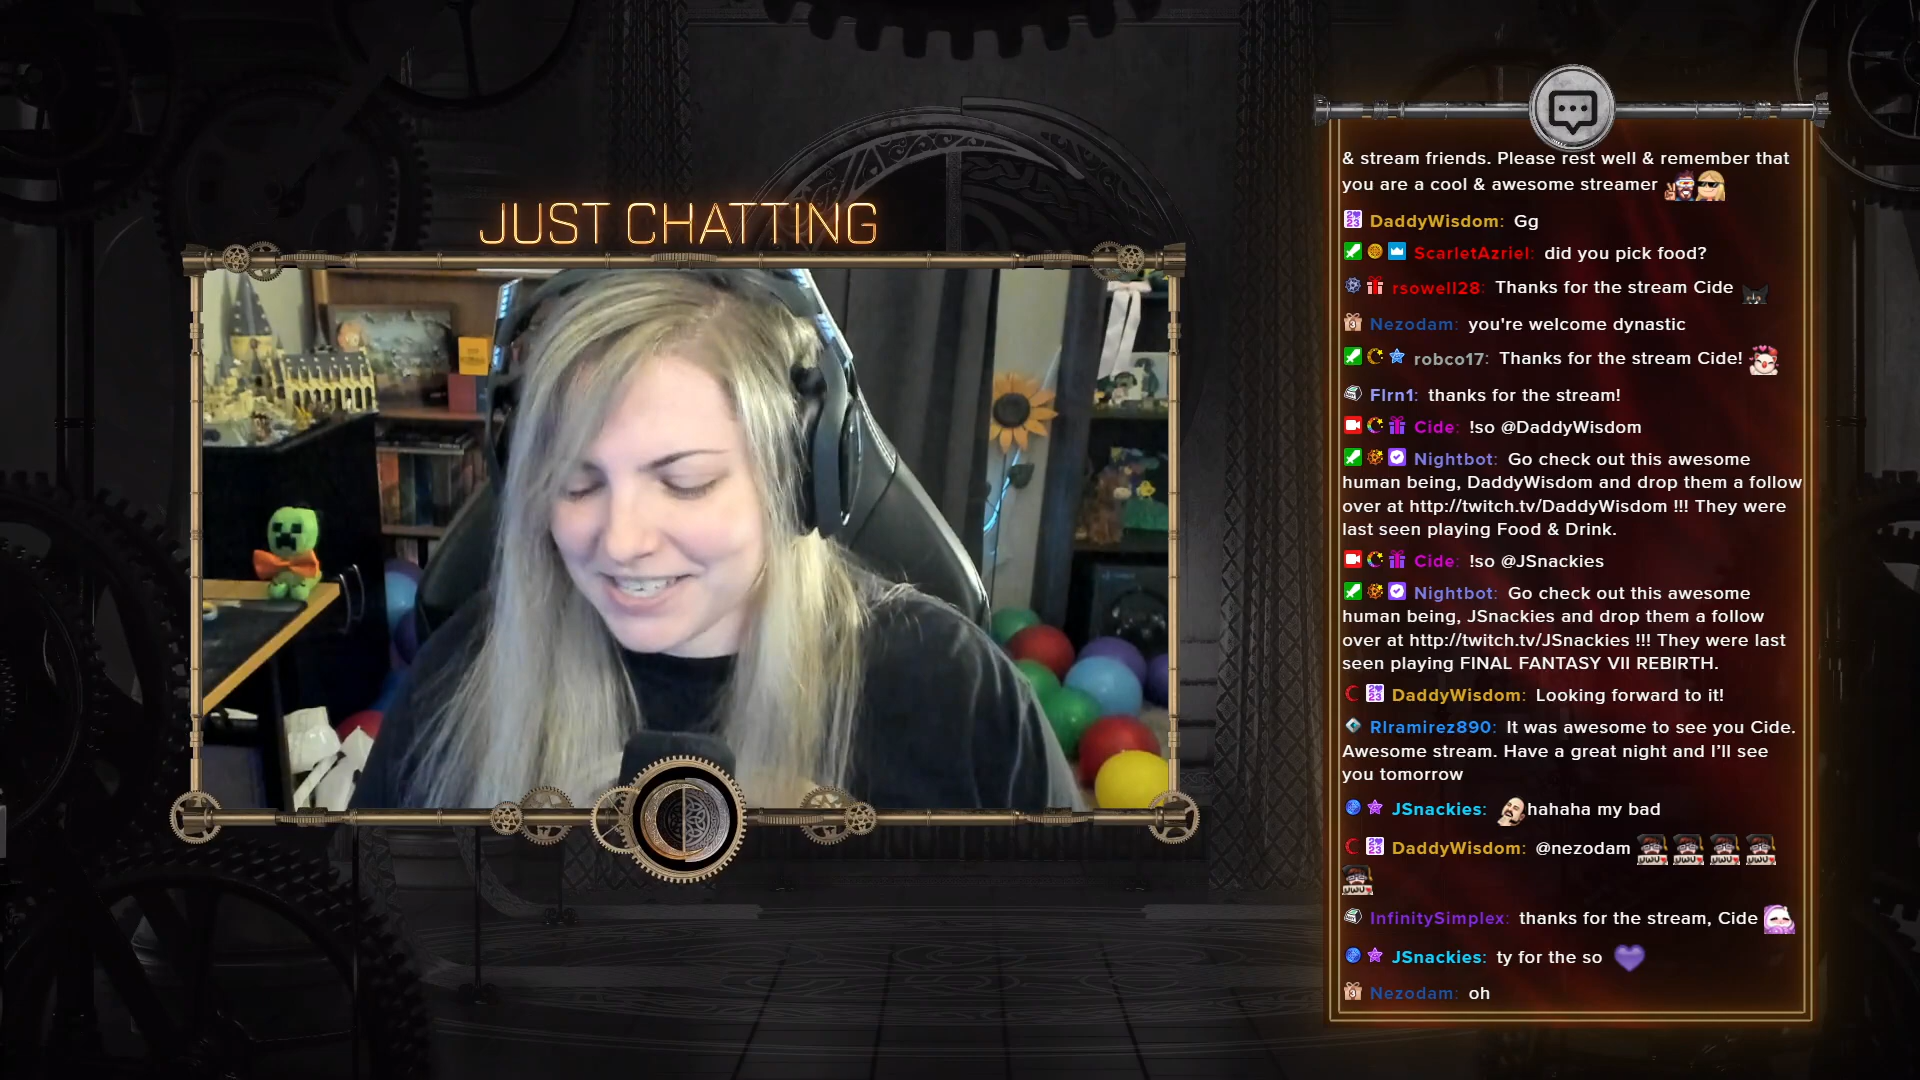 JUST CHATTING
& stream friends. Please rest well & remember that
you are a cool & awesome streamer
DaddyWisdom: Gg
ScarletAzriel: did you pick food?
rsowell28: Thanks for the stream Cide
Nezodam: you're welcome dynastic
robco17: Thanks for the stream Cide!
FIrn1: thanks for the stream!
Cide: !so @DaddyWisdom
Nightbot: Go check out this awesome
human being, DaddyWisdom and drop them a follow
over at http://twitch.tv/DaddyWisdom !!! They were
last seen playing Food & Drink.
Cide: !so @JSnackies
Nightbot: Go check out this awesome
human being, JSnackies and drop them a follow
over at http://twitch.tv/JSnackies !!! They were last
seen playing FINAL FANTASY VII REBIRTH.
DaddyWisdom: Looking forward to it!
RIramirez890: It was awesome to see you Cide.
Awesome stream. Have a great night and I’ll see
you tomorrow
JSnackies: hahaha my bad
DaddyWisdom: @nezodam
InfinitySimplex: thanks for the stream, Cide
JSnackies: ty for the so
Nezodam: oh